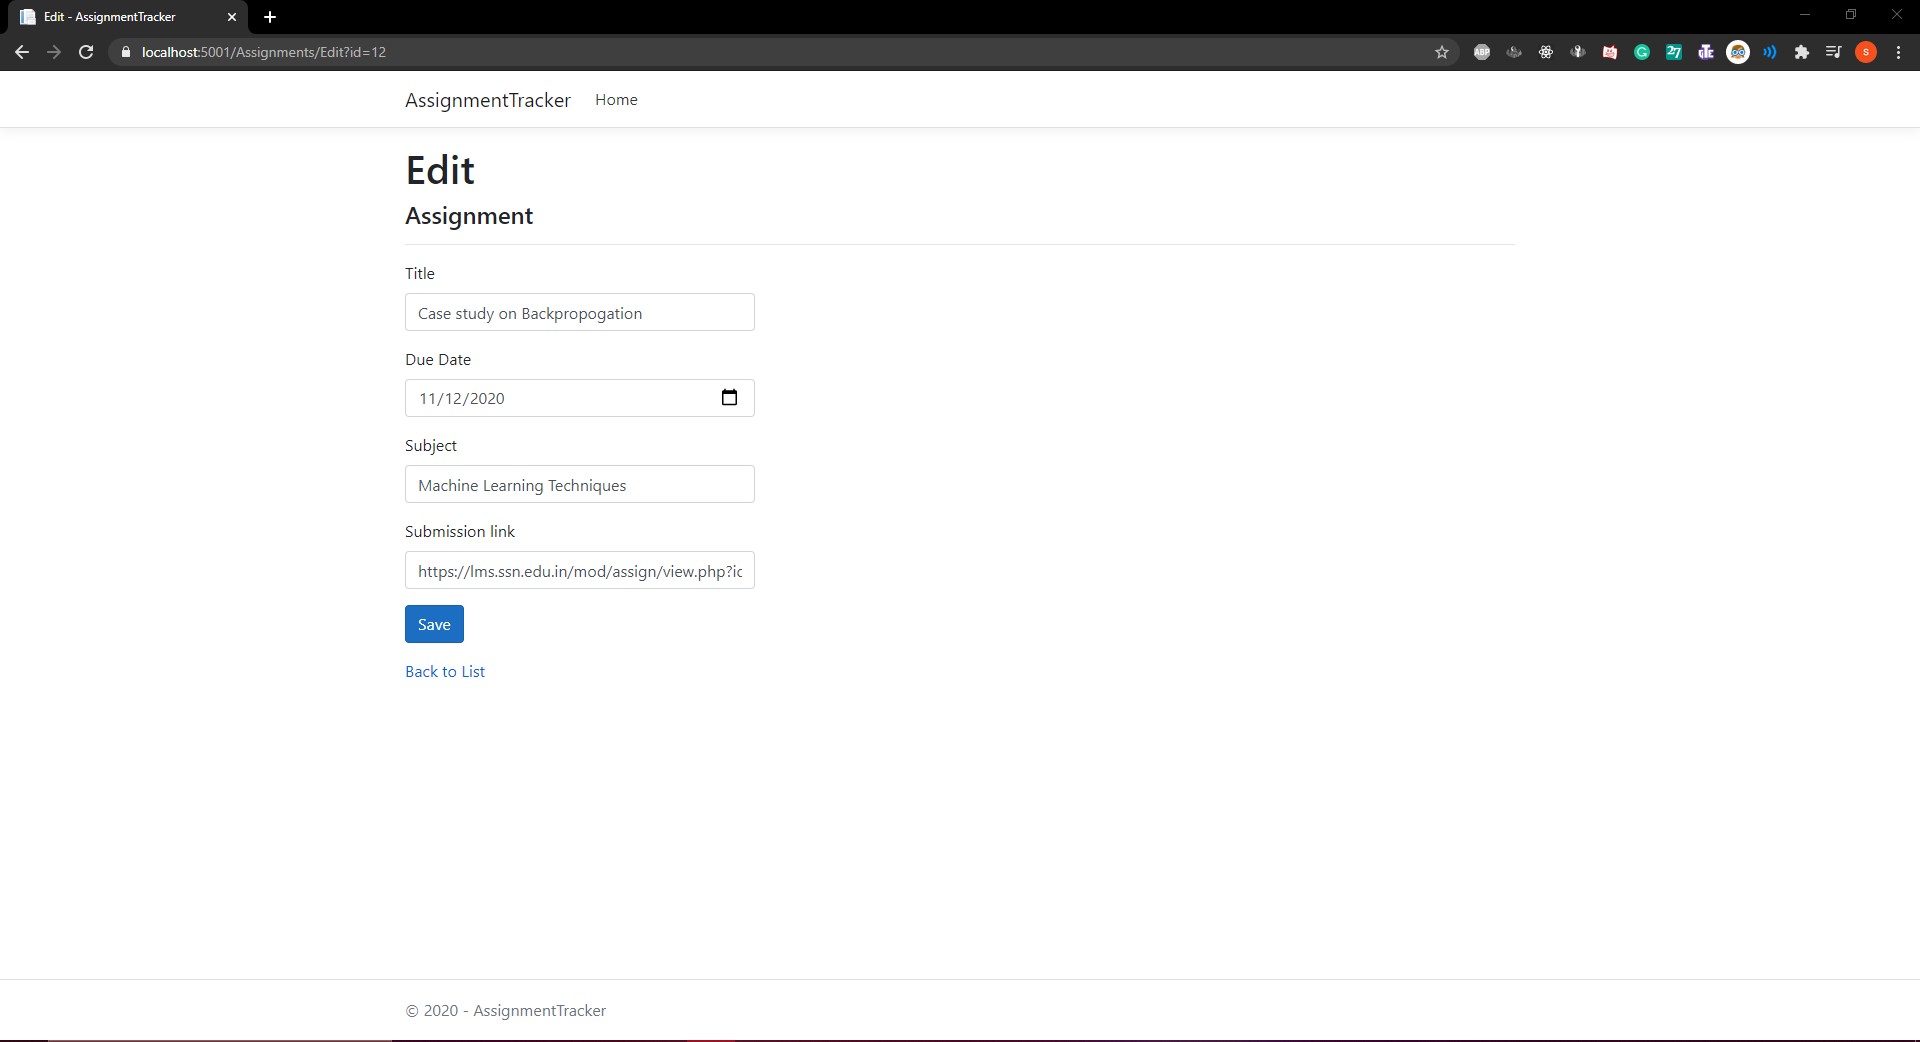 Edit - AssignmentTracker
localhost:5001/Assignments/Edit?id=12
ABP
27
S
AssignmentTracker Home
Edit
Assignment
Title
Case study on Backpropogation
Due Date
11/12/2020
Subject
Machine Learning Techniques
Submission link
https://lms.ssn.edu.in/mod/assign/view.php?ic
Save
Back to List
© 2020 - AssignmentTracker